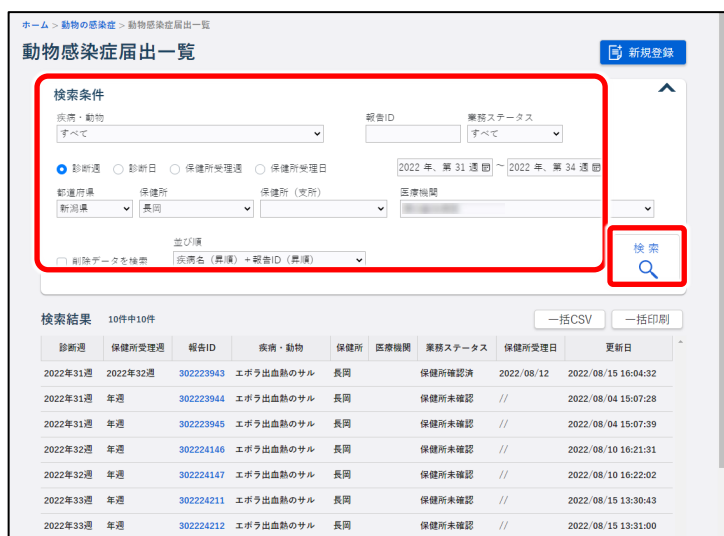 ホーム > 動物の感染症 > 動物感染症届出一覧
動物感染症届出一覧
新規登録
検索条件
疾病・動物 報告ID 業務ステータス
すべて すべて
診断週 診断日 保健所受理週 保健所受理日 2022 年、第 31 週 ~ 2022 年、第 34 週
都道府県 保健所 保健所（支所） 医療機関
新潟県 長岡
並び順
削除データを検索 疾病名（昇順）+報告ID（昇順）
検索
検索結果 10件中10件 一括CSV 一括印刷
診断週 保健所受理週 報告ID 疾病・動物 保健所 医療機関 業務ステータス 保健所受理日 更新日
2022年31週 2022年32週 302223943 エボラ出血熱のサル 長岡 保健所確認済 2022/08/12 2022/08/15 16:04:32
2022年31週 年週 302223944 エボラ出血熱のサル 長岡 保健所未確認 // 2022/08/04 15:07:28
2022年31週 年週 302223945 エボラ出血熱のサル 長岡 保健所未確認 // 2022/08/04 15:07:39
2022年32週 年週 302224146 エボラ出血熱のサル 長岡 保健所未確認 // 2022/08/10 16:21:31
2022年32週 年週 302224147 エボラ出血熱のサル 長岡 保健所未確認 // 2022/08/10 16:22:02
2022年33週 年週 302224211 エボラ出血熱のサル 長岡 保健所未確認 // 2022/08/15 13:30:43
2022年33週 年週 302224212 エボラ出血熱のサル 長岡 保健所未確認 // 2022/08/15 13:31:00